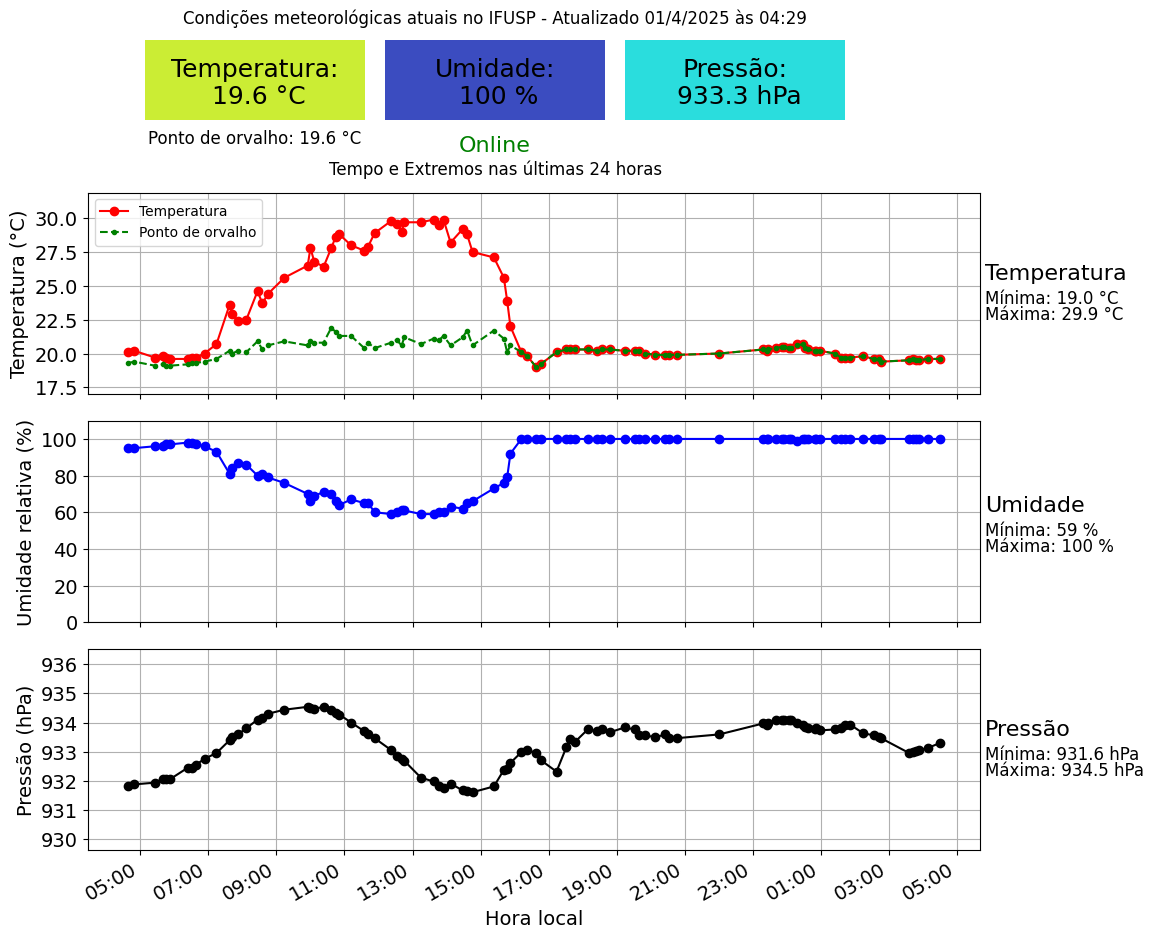 Condições meteorológicas atuais no IFUSP - Atualizado 01/4/2025 às 04:29
Temperatura:
19.6 °C
Umidade:
100 %
Pressão:
933.3 hPa
Ponto de orvalho: 19.6 °C
Online
Tempo e Extremos nas últimas 24 horas
Temperatura (°C)
30.0
27.5
25.0
22.5
20.0
17.5
Temperatura
Ponto de orvalho
Temperatura
Mínima: 19.0 °C
Máxima: 29.9 °C
Umidade relativa (%)
100
80
60
40
20
0
Umidade
Mínima: 59 %
Máxima: 100 %
Pressão (hPa)
936
935
934
933
932
931
930
Pressão
Mínima: 931.6 hPa
Máxima: 934.5 hPa
05:00 07:00 09:00 11:00 13:00 15:00 17:00 19:00 21:00 23:00 01:00 03:00 05:00
Hora local